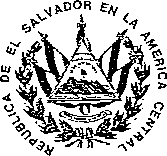 REPUBLICA DE EL SALVADOR EN LA AMERICA CENTRAL